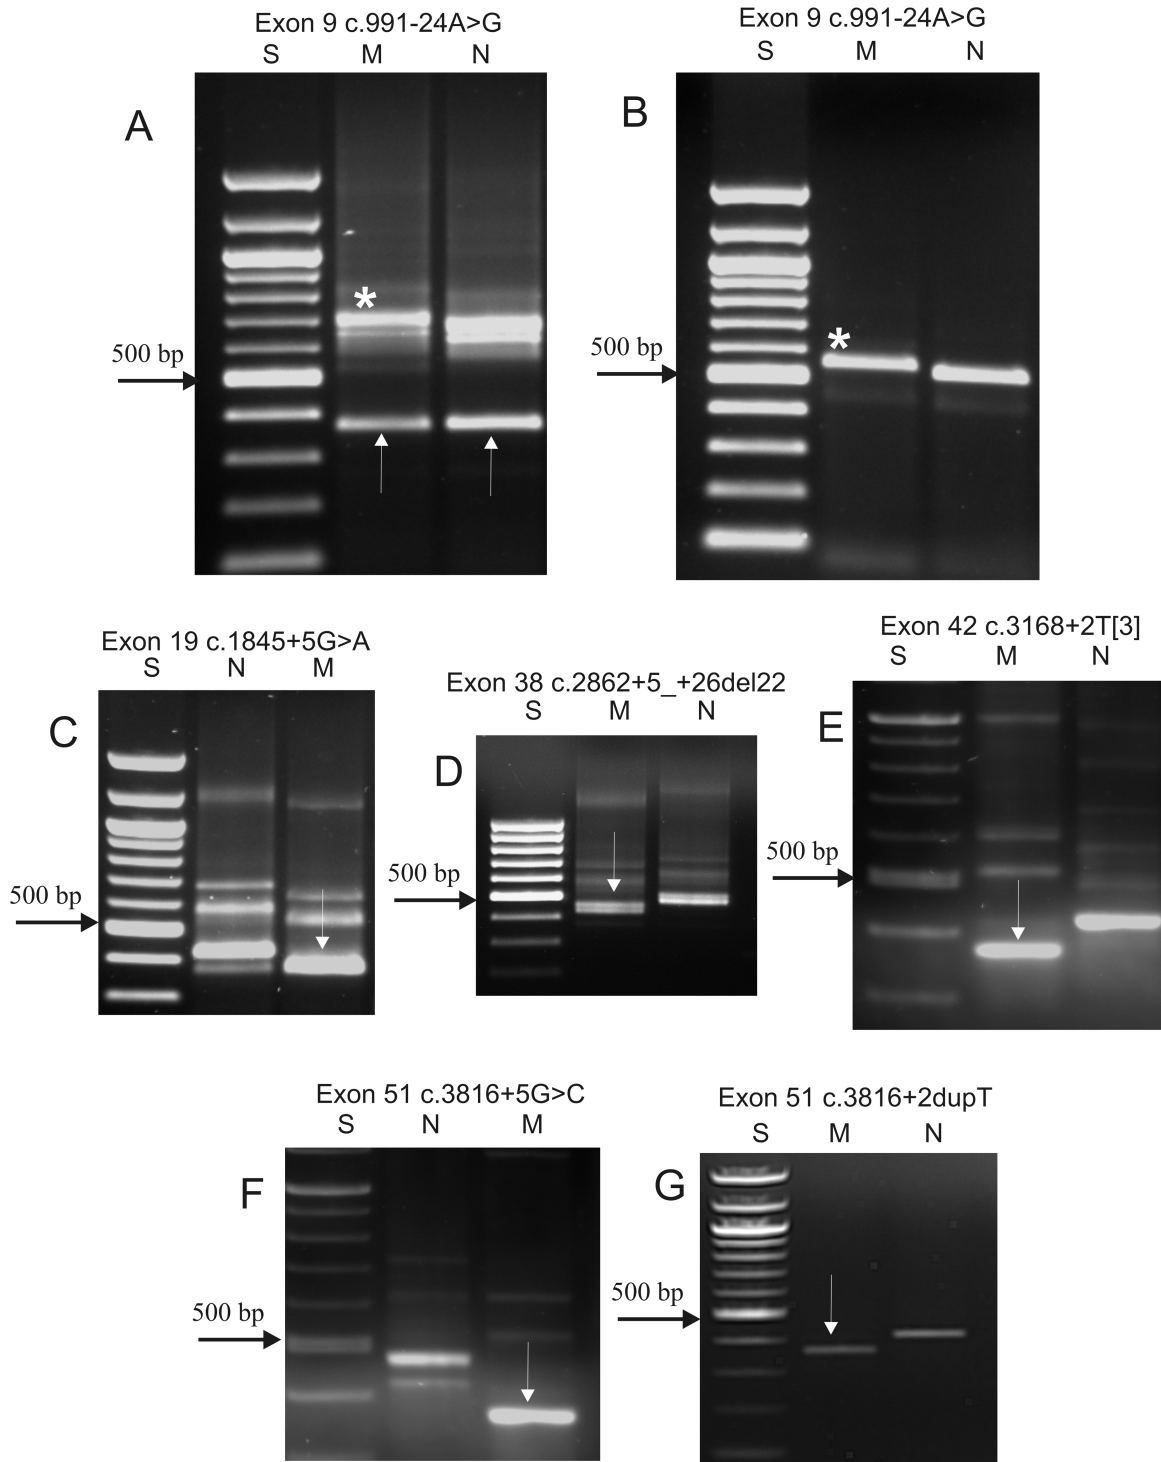 Exon 9 c.991-24A>G
S M N
A
*
500 bp
Exon 9 c.991-24A>G
S M N
B
*
500 bp
Exon 19 c.1845+5G>A
S N M
C
500 bp
Exon 38 c.2862+5_+26del22
S M N
D
500 bp
Exon 42 c.3168+2T[3]
S M N
E
500 bp
Exon 51 c.3816+5G>C
S N M
F
500 bp
Exon 51 c.3816+2dupT
S M N
G
500 bp